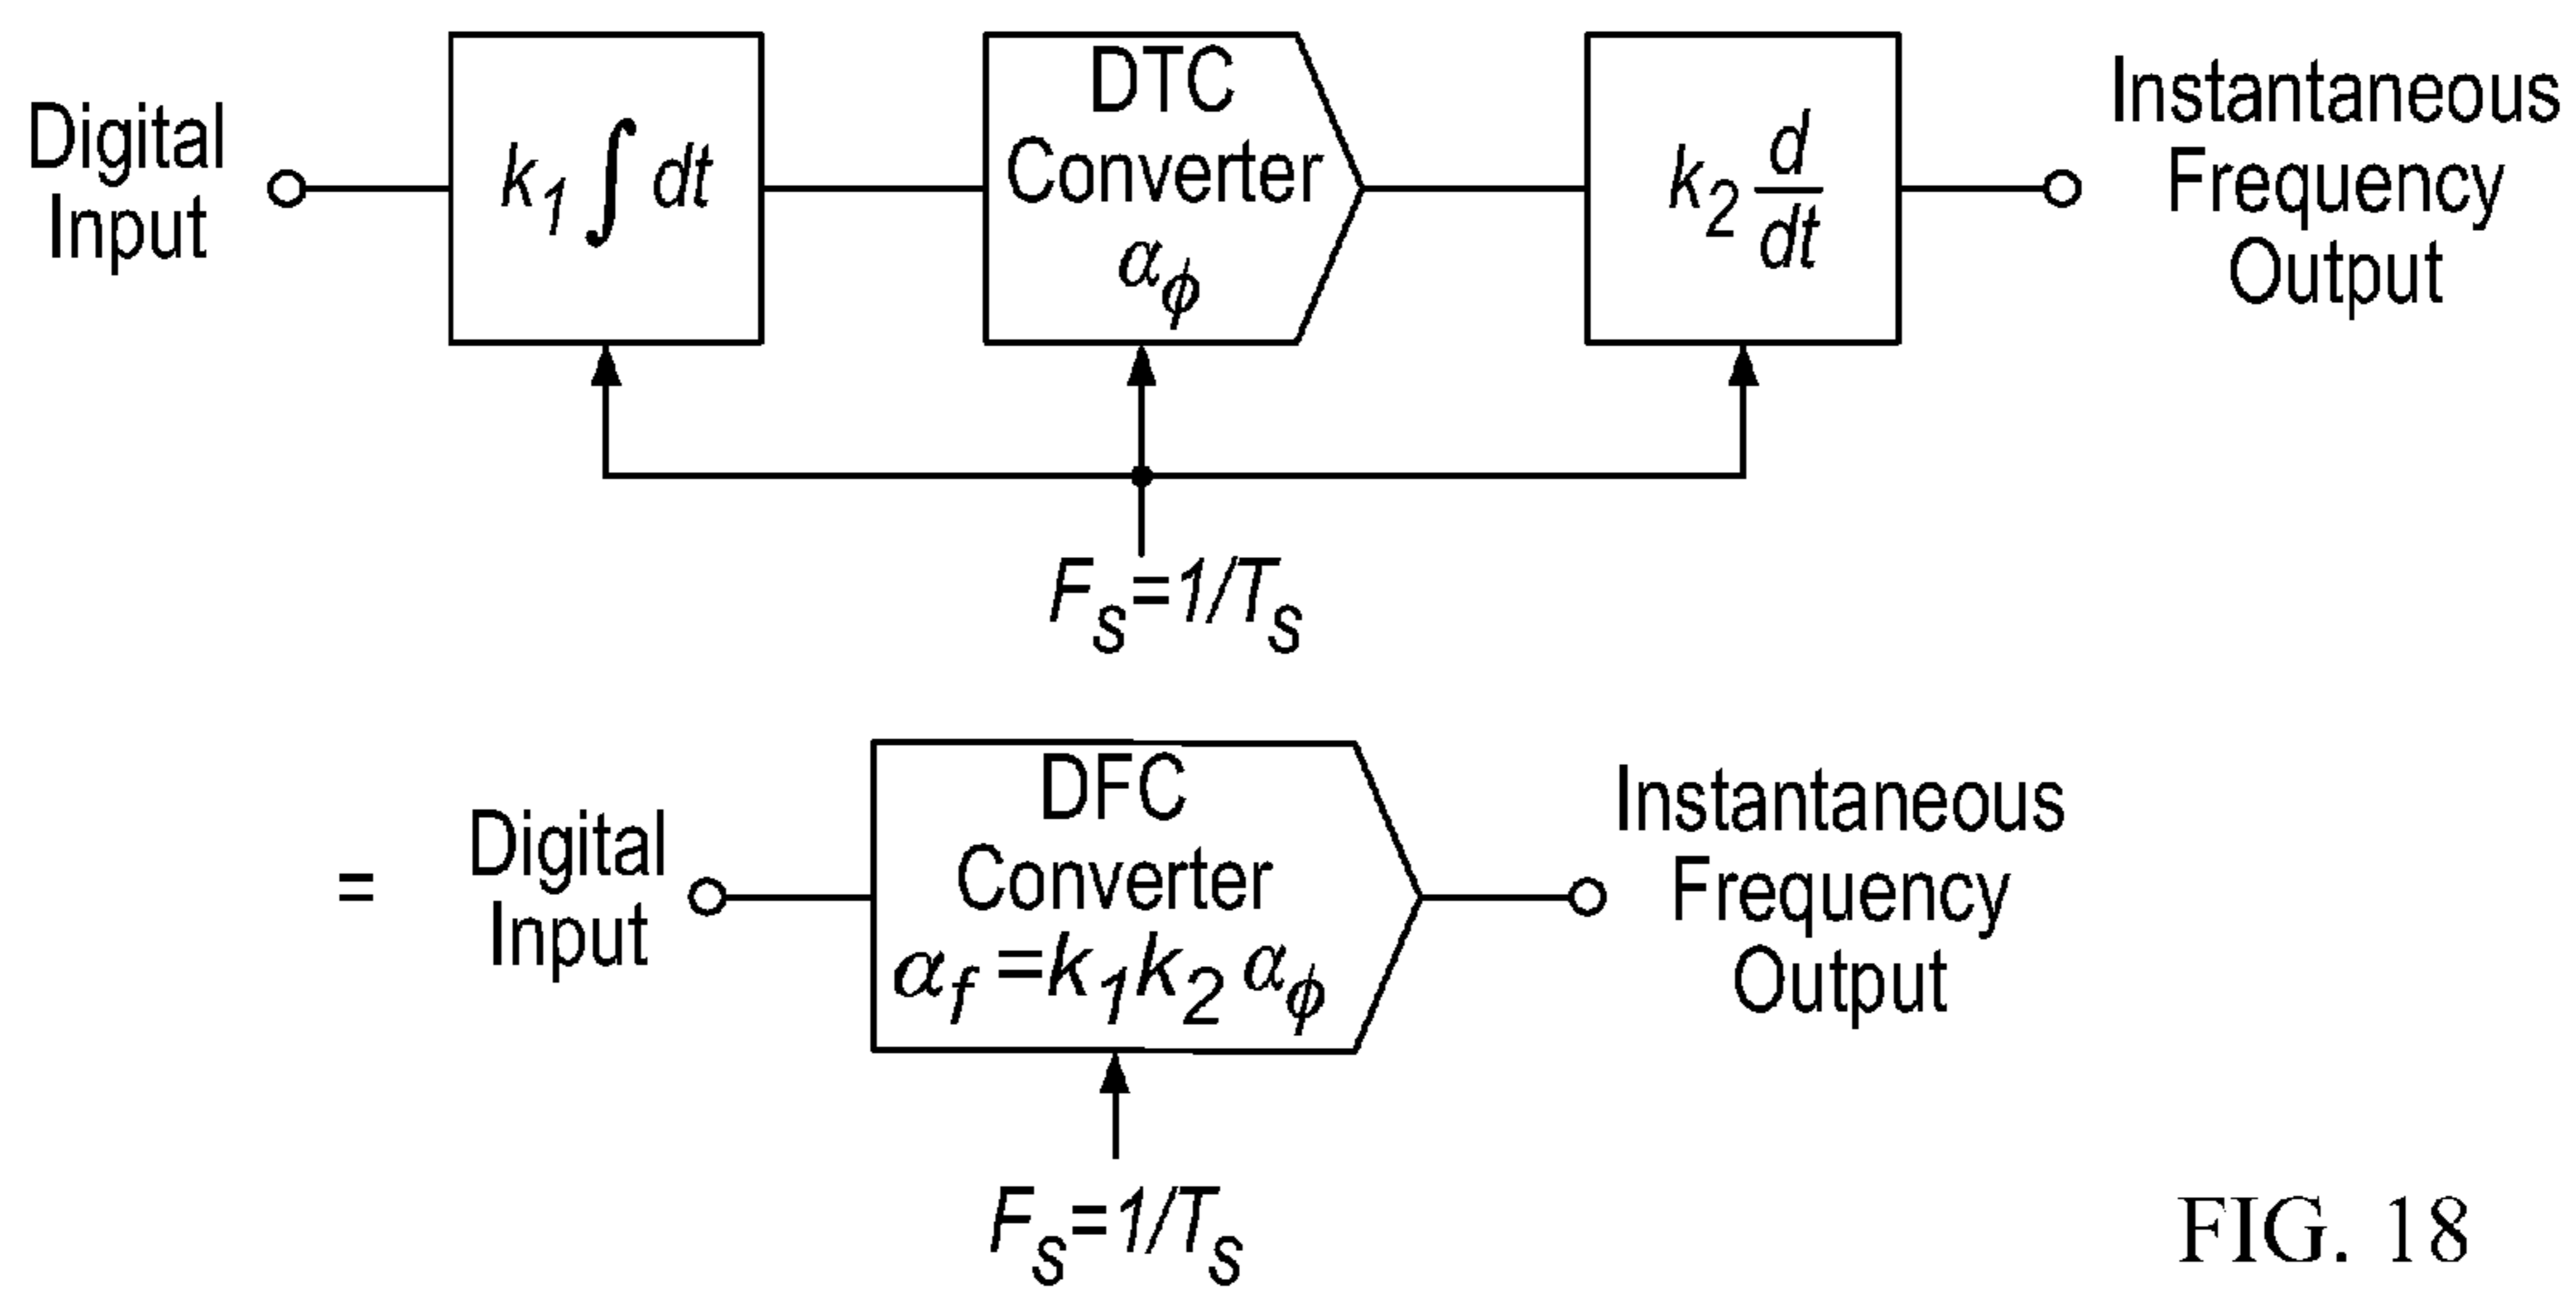 Digital
Input
k₁ ∫ dt
DTC
Converter
αϕ
k₂ d/dt
Instantaneous
Frequency
Output
Fₛ=1/Tₛ
=
Digital
Input
DFC
Converter
α_f =k₁k₂ αϕ
Instantaneous
Frequency
Output
Fₛ=1/Tₛ
FIG. 18